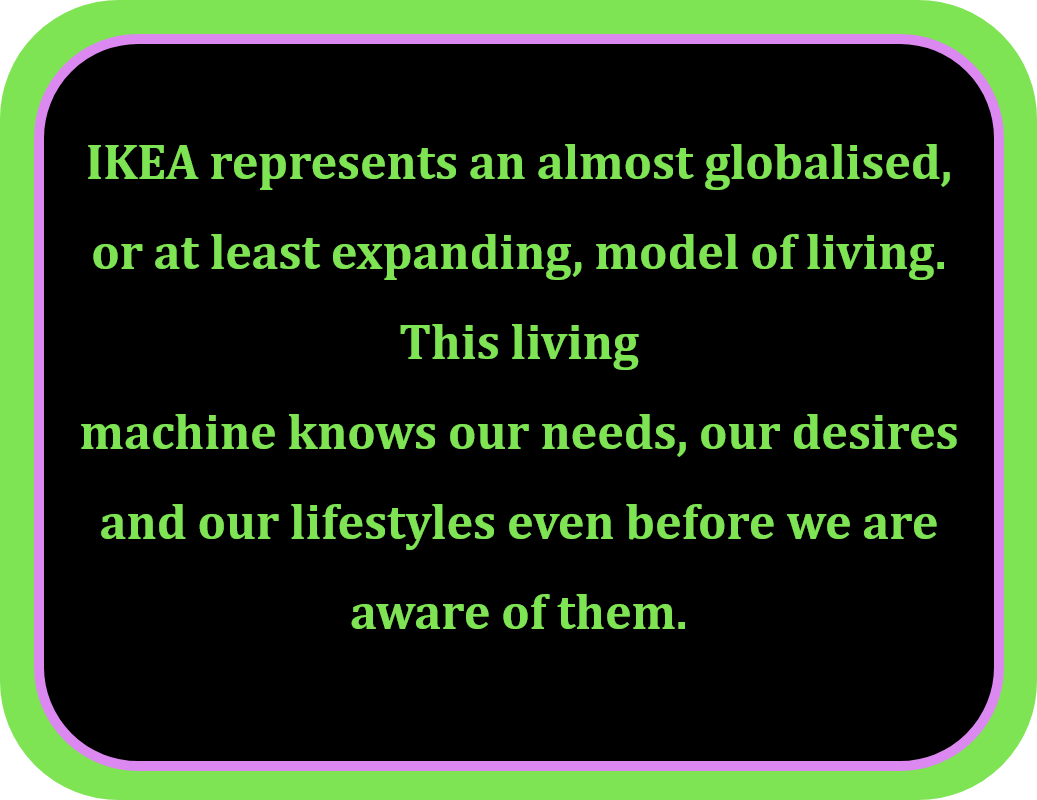 IKEA represents an almost globalised,
or at least expanding, model of living.
This living
machine knows our needs, our desires
and our lifestyles even before we are
aware of them.